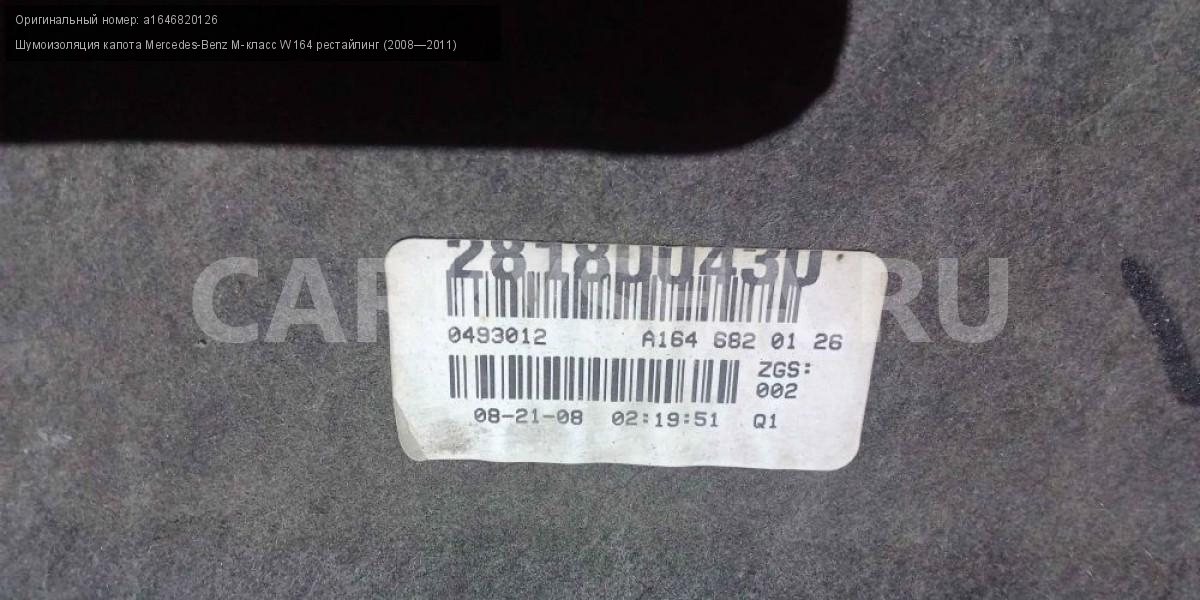 Оригинальный номер: a1646820126
Шумоизоляция капота Mercedes-Benz М-класс W164 рестайлинг (2008—2011)
281800430
0493012 A164 682 01 26
ZGS:
002
08-21-08 02:19:51 Q1